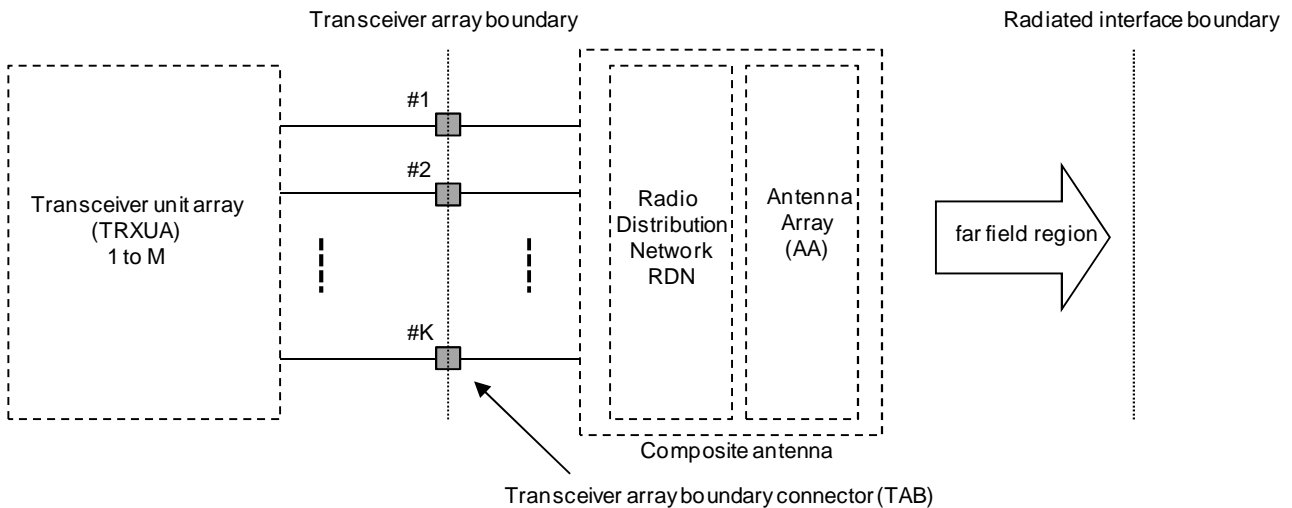 Transceiver array boundary
Radiated interface boundary
#1
#2
#K
Transceiver unit array
(TRXUA)
1 to M
Radio
Distribution
Network
RDN
Antenna
Array
(AA)
far field region
Composite antenna
Transceiver array boundary connector (TAB)